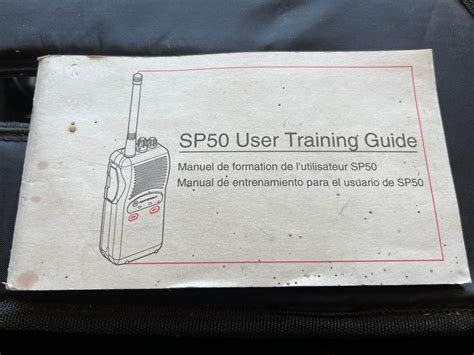 SP50 User Training Guide
Manuel de formation de l'utilisateur SP50
Manual de entrenamiento para el usuario de SP50